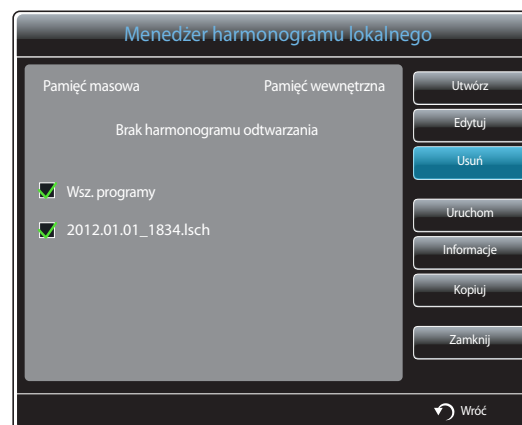 Menedżer harmonogramu lokalnego
Pamięć masowa Pamięć wewnętrzna
Brak harmonogramu odtwarzania
Wsz. programy
2012.01.01_1834.lsch
Utwórz
Edytuj
Usuń
Uruchom
Informacje
Kopiuj
Zamknij
Wróć